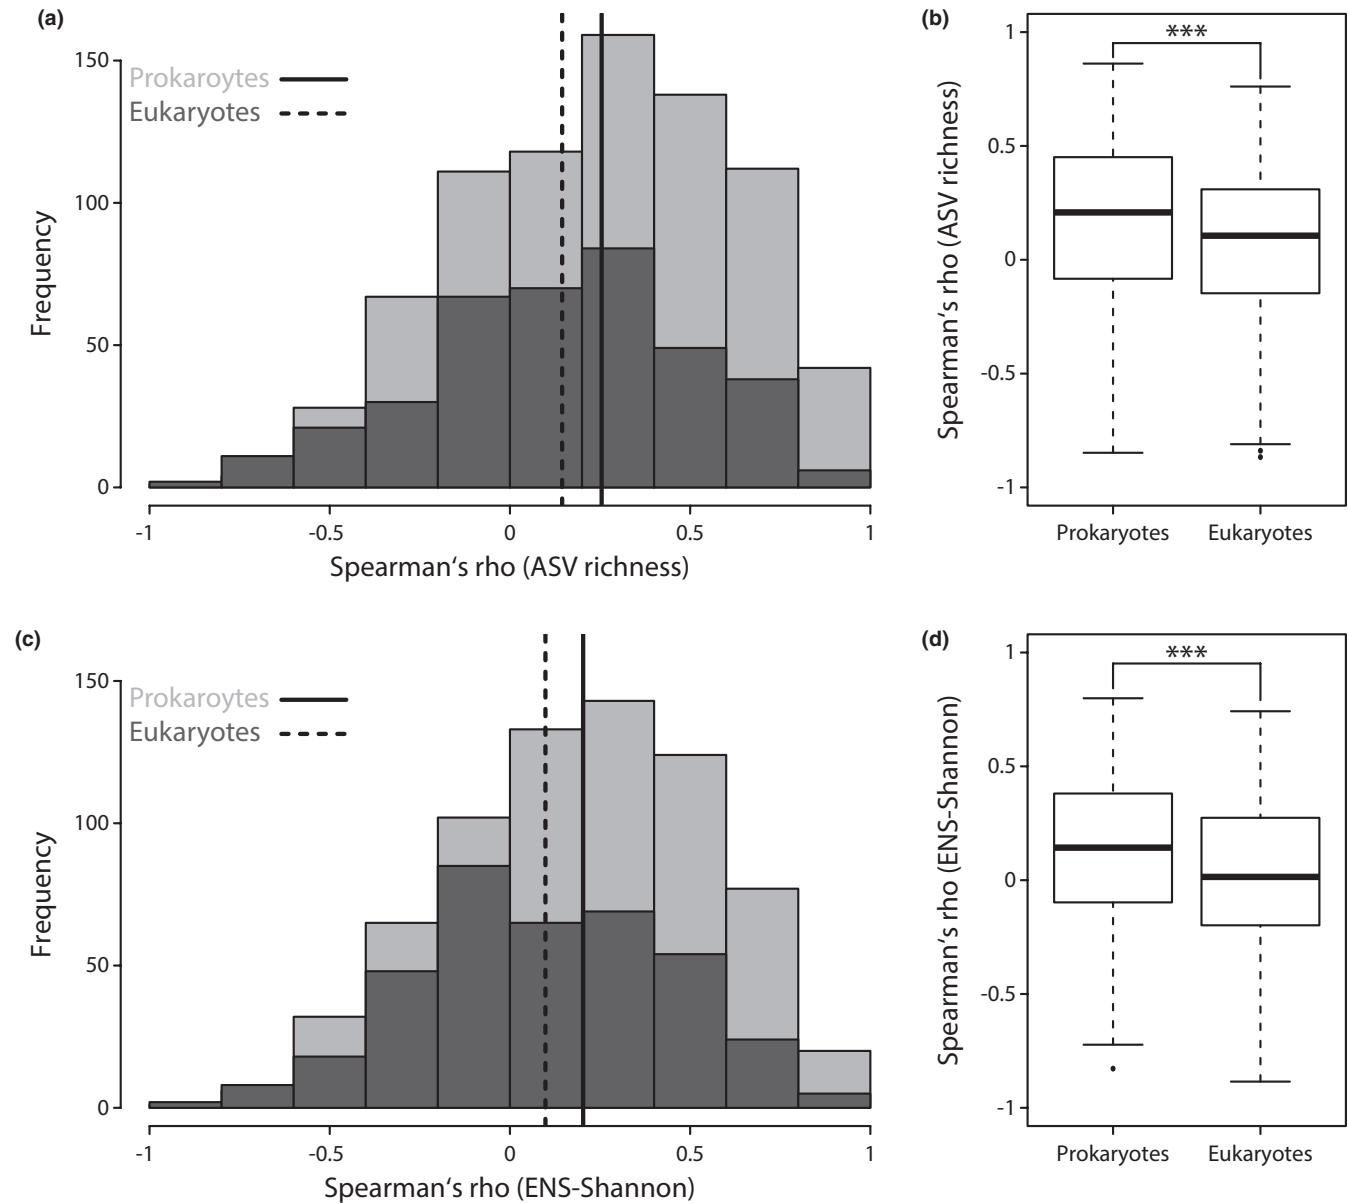 (a)
Prokaroytes
Eukaryotes
Frequency
150
100
50
0
-1
-0.5
0
0.5
1
Spearman‘s rho (ASV richness)
(b)
***
Spearman‘s rho (ASV richness)
1
0.5
0
-0.5
-1
Prokaryotes
Eukaryotes
(c)
Prokaroytes
Eukaryotes
Frequency
150
100
50
0
-1
-0.5
0
0.5
1
Spearman‘s rho (ENS-Shannon)
(d)
***
Spearman‘s rho (ENS-Shannon)
1
0.5
0
-0.5
-1
Prokaryotes
Eukaryotes